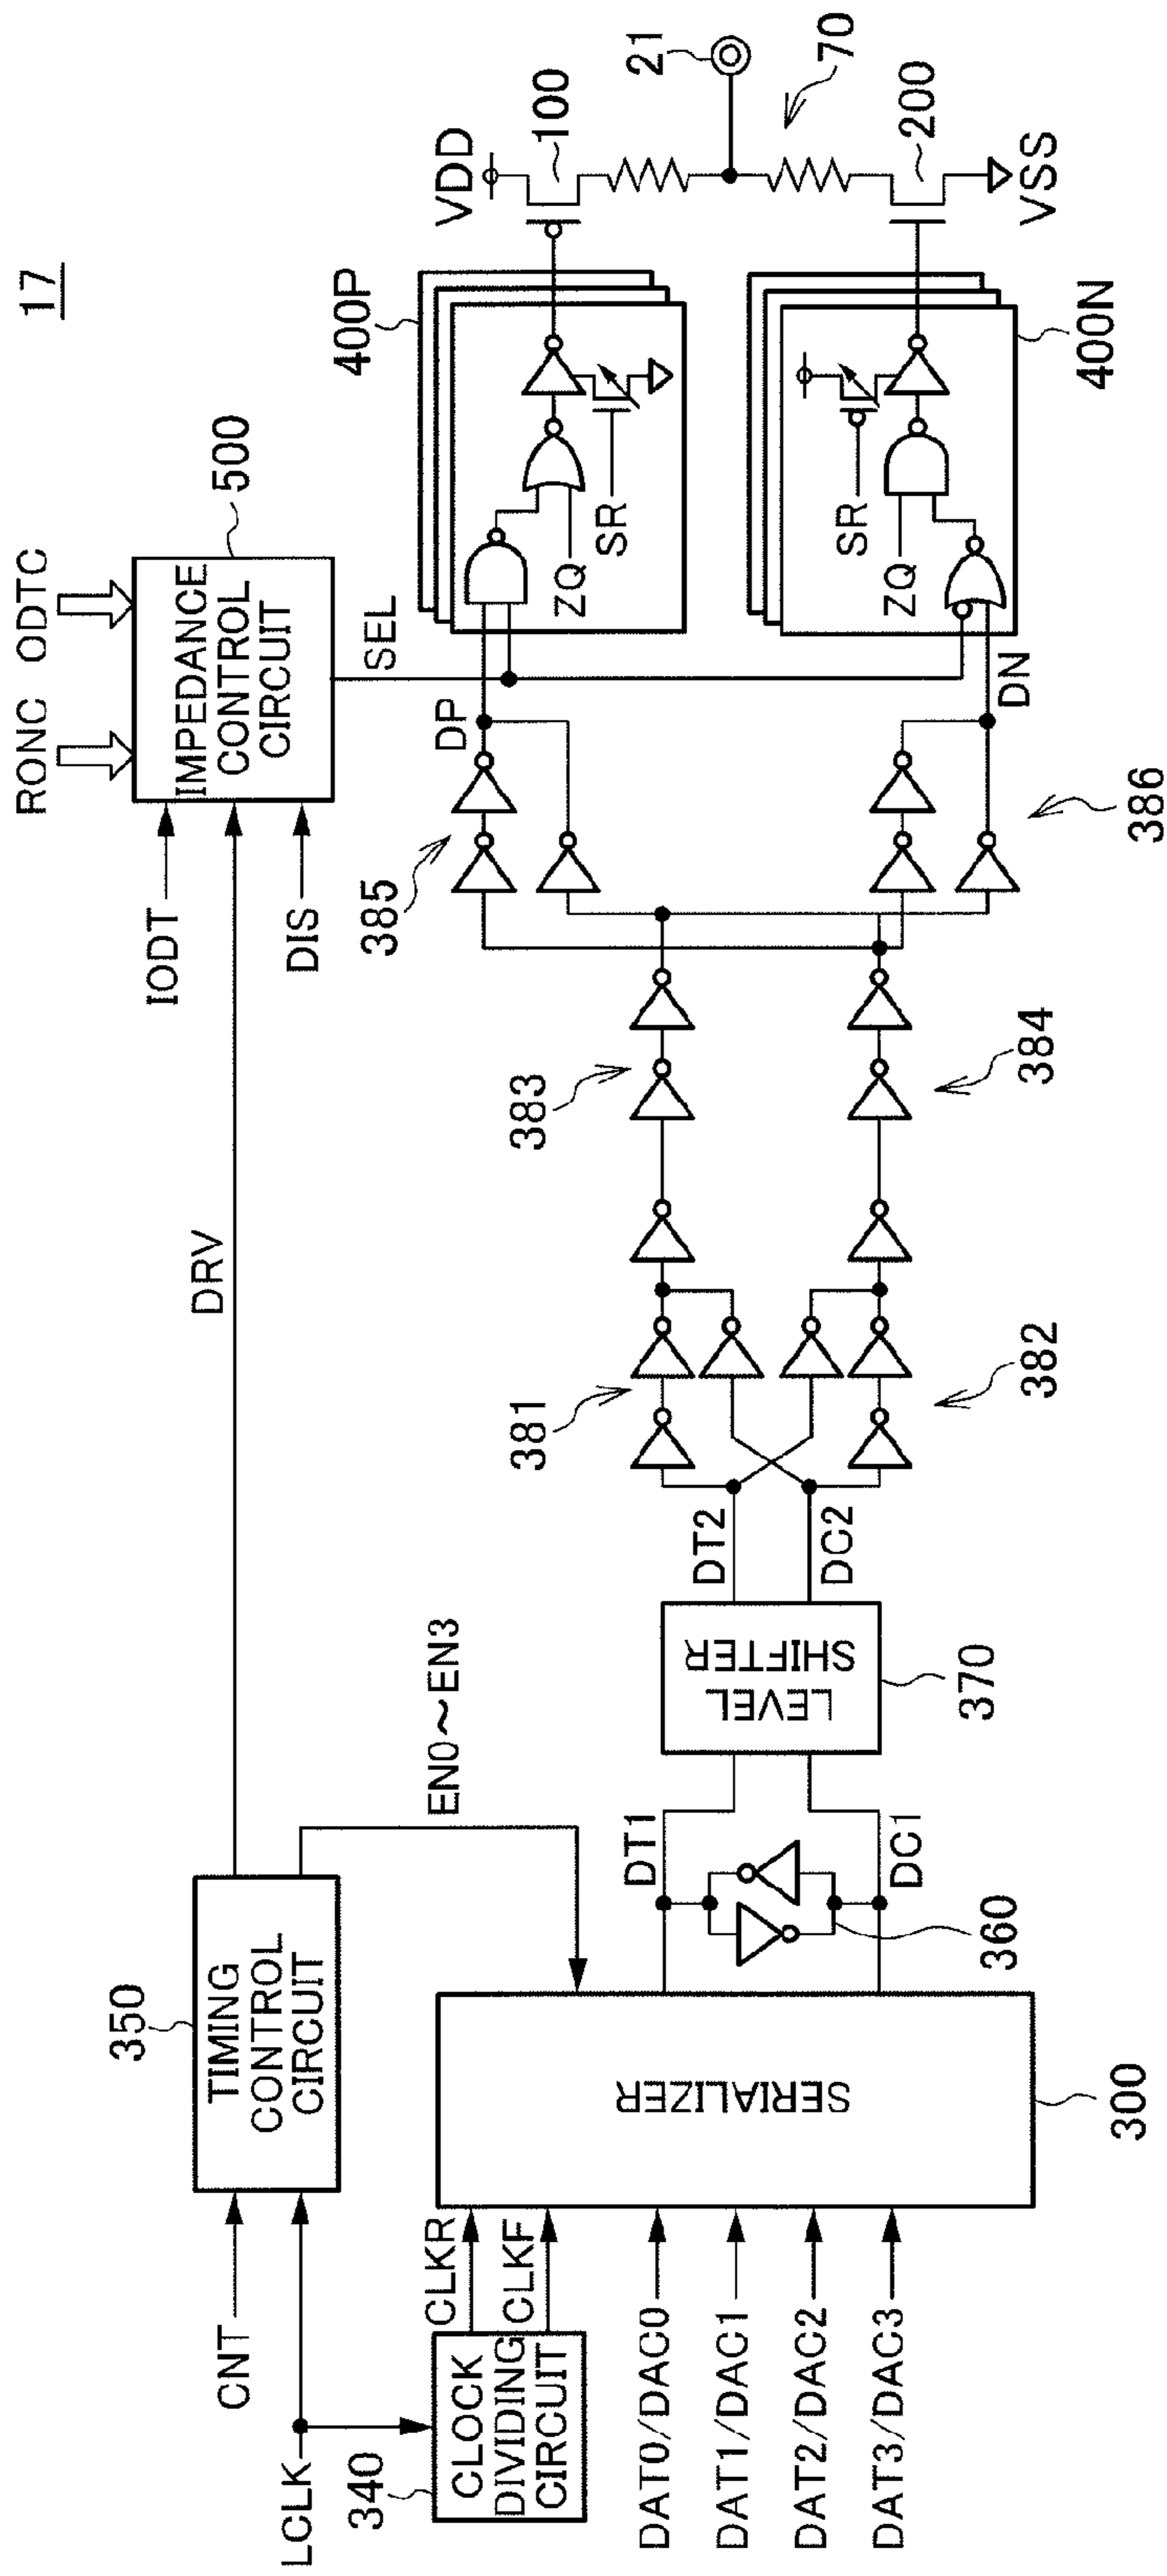 17
RONC
ODTC
IODT
DIS
IMPEDANCE
CONTROL
CIRCUIT
500
DRV
SEL
CNT
LCLK
350
TIMING
CONTROL
CIRCUIT
EN0~EN3
340
CLOCK
DIVIDING
CIRCUIT
CLKR
CLKF
DAT0/DAC0
DAT1/DAC1
DAT2/DAC2
DAT3/DAC3
SERIALIZER
300
DT1
DC1
360
LEVEL
SHIFTER
370
DT2
DC2
381
382
383
384
385
386
DP
DN
400P
ZQ
SR
400N
SR
ZQ
VDD
100
21
70
200
VSS